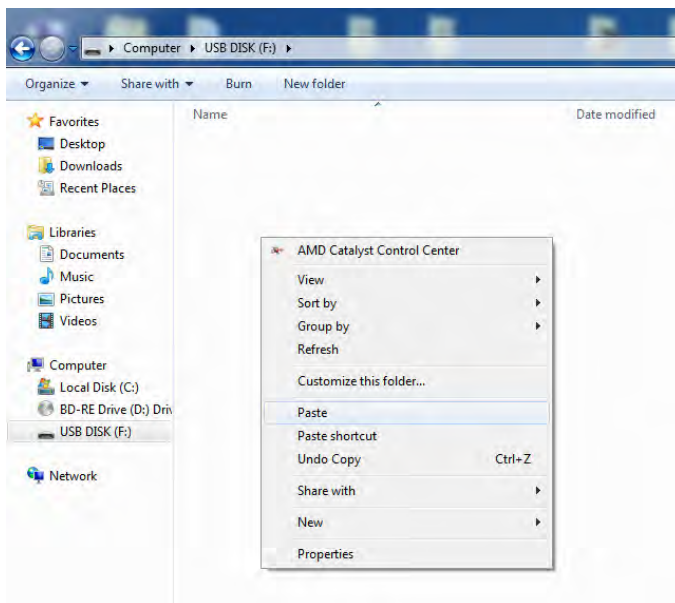 Computer USB DISK (F:)
Organize Share with Burn New folder
Name Date modified
Favorites
Desktop
Downloads
Recent Places
Libraries
Documents
Music
Pictures
Videos
Computer
Local Disk (C:)
BD-RE Drive (D:) Driv
USB DISK (F:)
Network
AMD Catalyst Control Center
View
Sort by
Group by
Refresh
Customize this folder...
Paste
Paste shortcut
Undo Copy Ctrl+Z
Share with
New
Properties